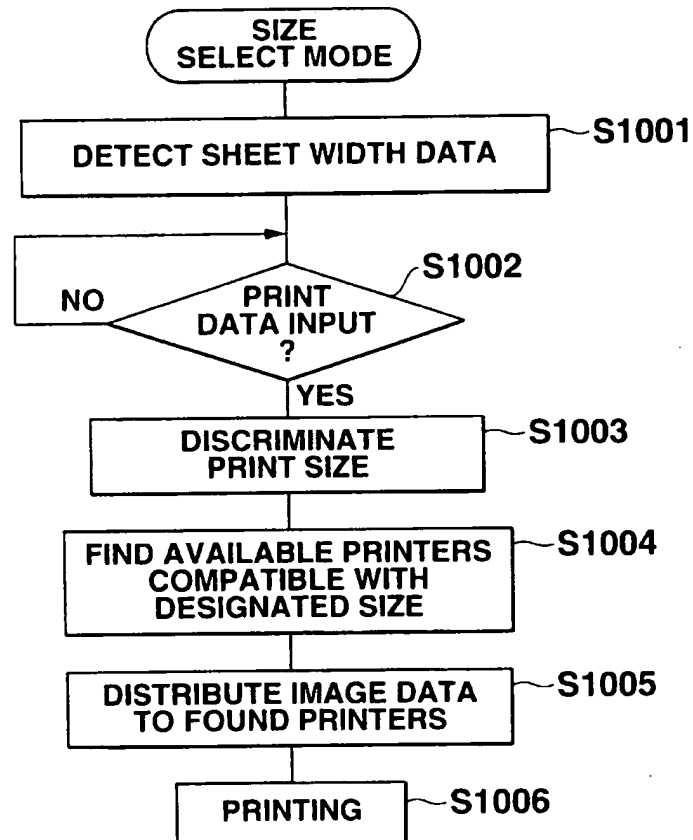 SIZE
SELECT MODE
DETECT SHEET WIDTH DATA
S1001
S1002
NO
PRINT
DATA INPUT
?
YES
DISCRIMINATE
PRINT SIZE
S1003
FIND AVAILABLE PRINTERS
COMPATIBLE WITH
DESIGNATED SIZE
S1004
DISTRIBUTE IMAGE DATA
TO FOUND PRINTERS
S1005
PRINTING
S1006